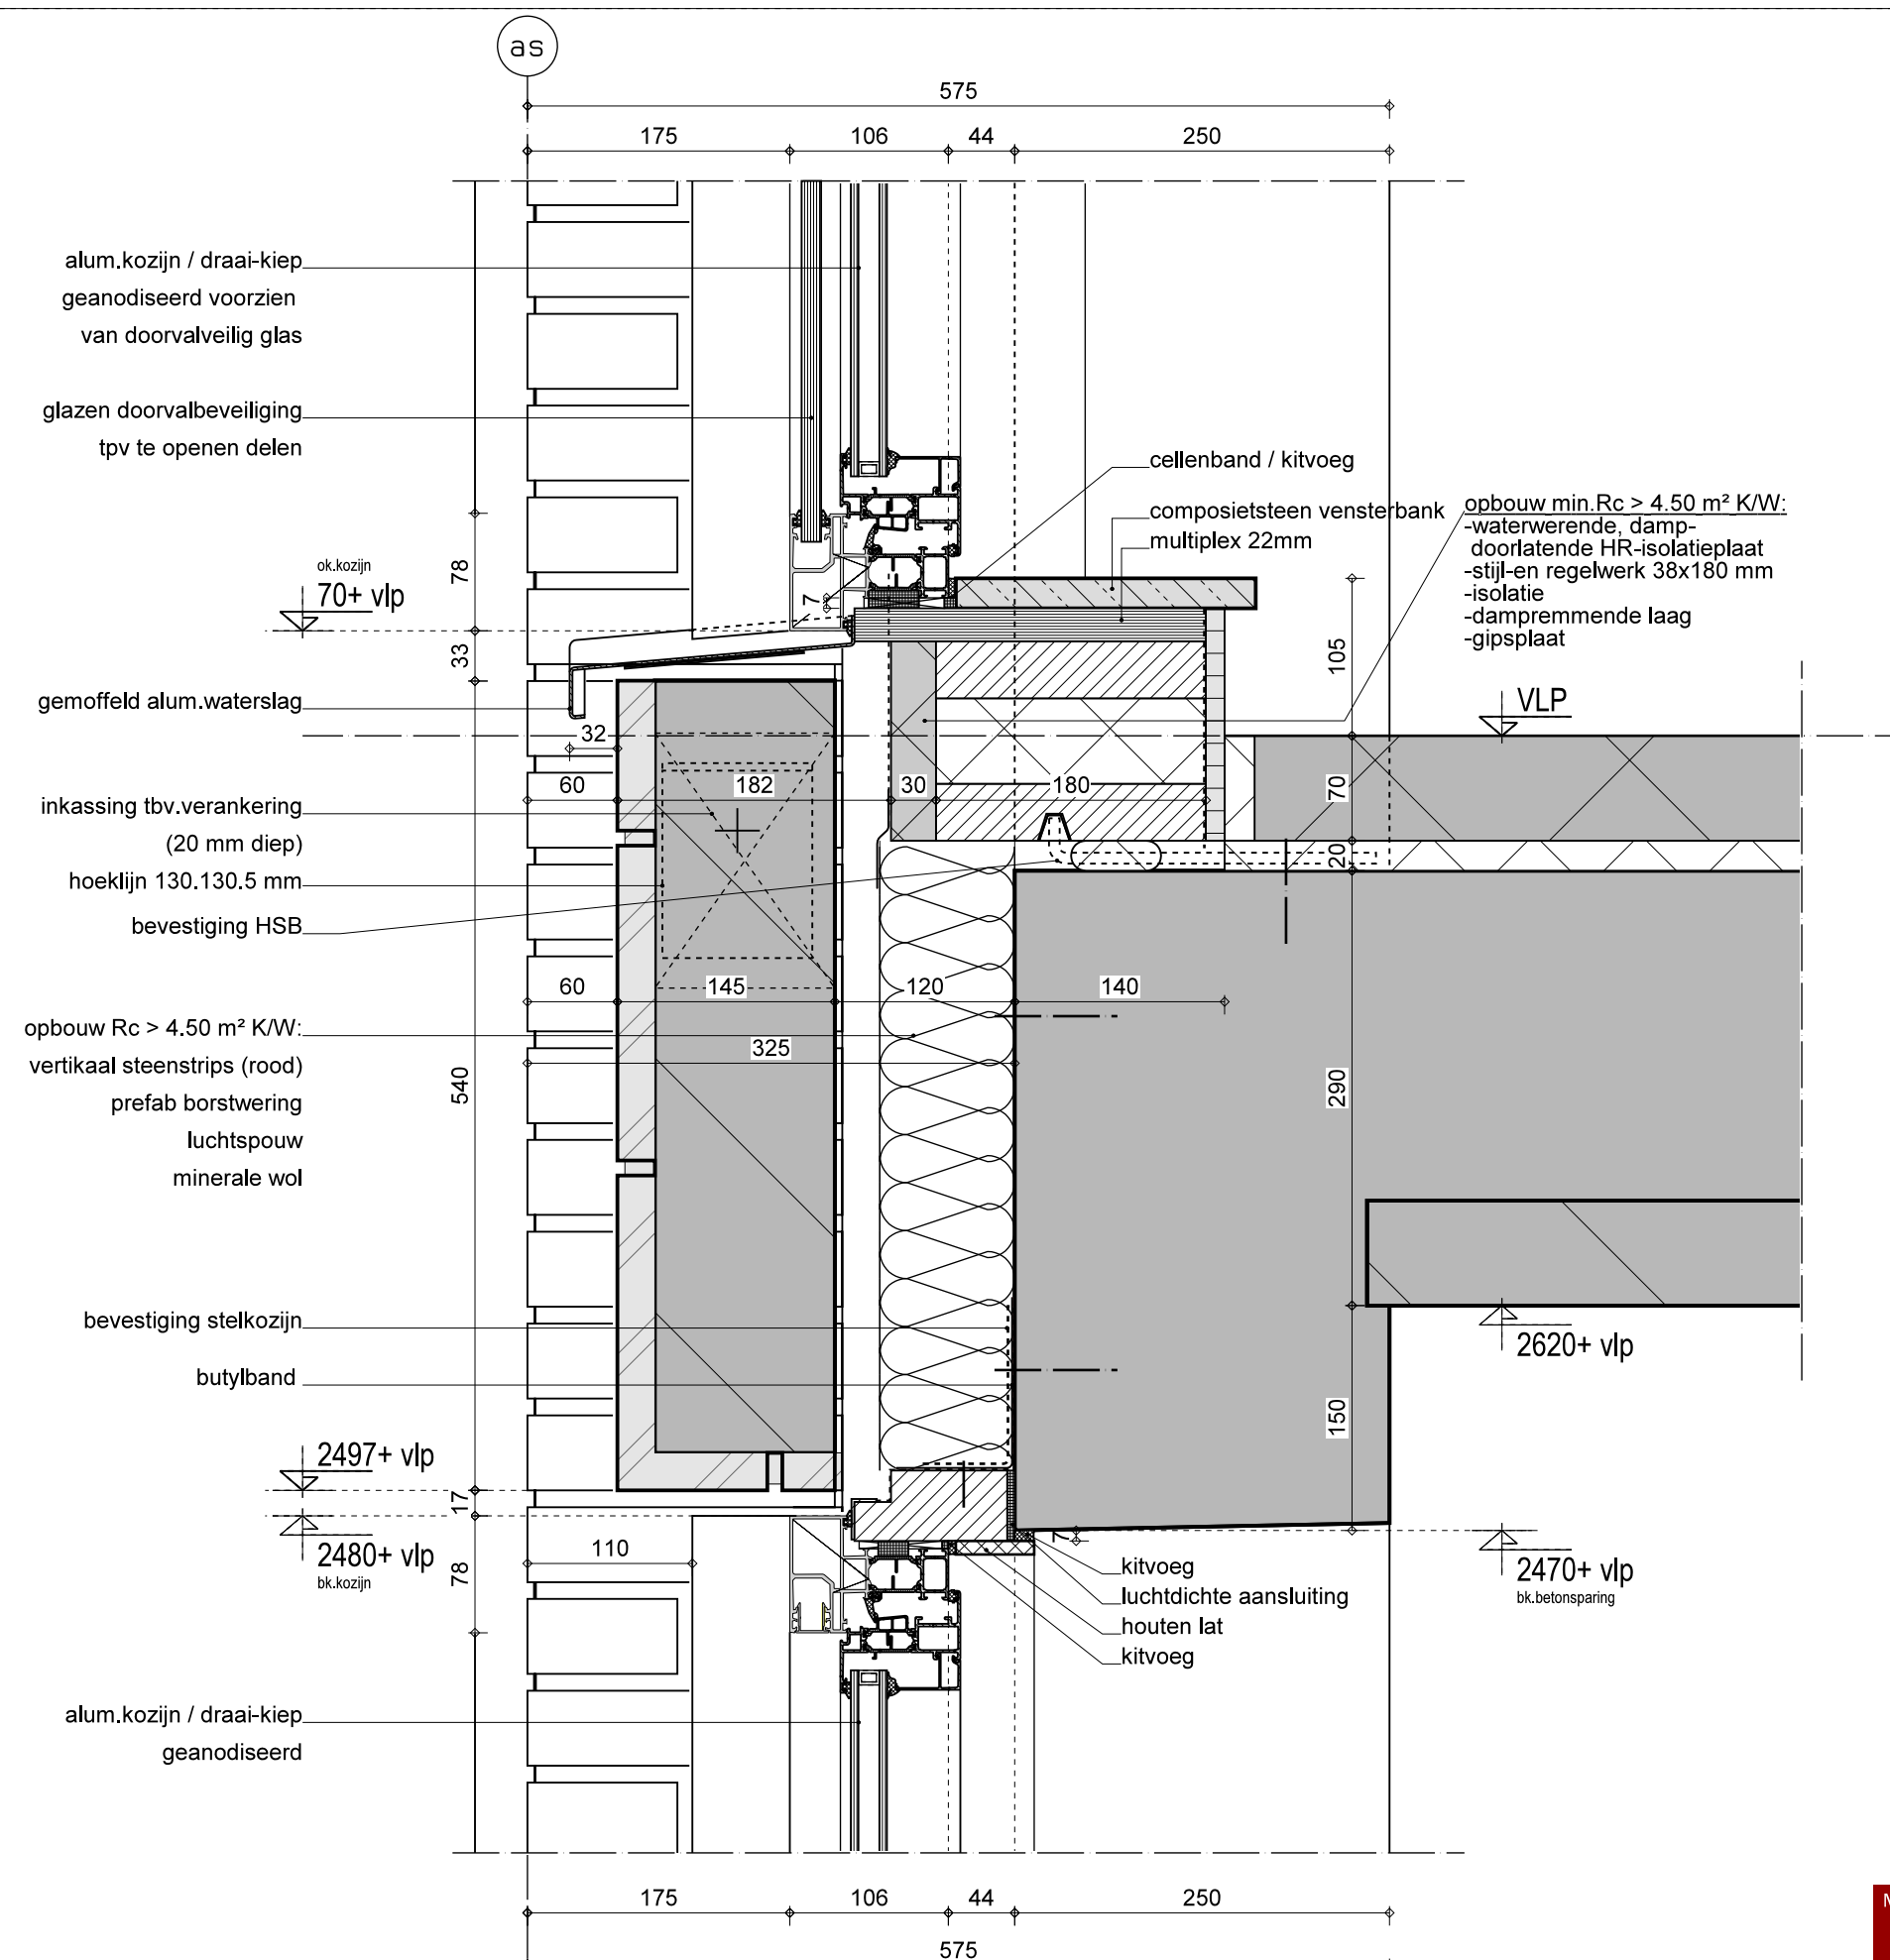 as
575
175 106 44 250
alum.kozijn / draai-kiep
geanodiseerd voorzien
van doorvalveilig glas
glazen doorvalbeveiliging
tpv te openen delen
cellenband / kitvoeg
composietsteen vensterbank
multiplex 22mm
opbouw min.Rc > 4.50 m² K/W:
-waterwerende, damp-
doorlatende HR-isolatieplaat
-stijl-en regelwerk 38x180 mm
-isolatie
-dampremmende laag
-gipsplaat
78
ok.kozijn
70+ vlp
7
33
105
gemoffeld alum.waterslag
VLP
32
60 182 30 180
70
inkassing tbv.verankering
(20 mm diep)
hoeklijn 130.130.5 mm
20
bevestiging HSB
60 145 120 140
opbouw Rc > 4.50 m² K/W:
vertikaal steenstrips (rood)
prefab borstwering
luchtspouw
minerale wol
325
540
290
bevestiging stelkozijn
butylband
2620+ vlp
150
2497+ vlp
17
2480+ vlp
bk.kozijn
78
110
7
kitvoeg
luchtdichte aansluiting
houten lat
kitvoeg
2470+ vlp
bk.betonsparing
alum.kozijn / draai-kiep
geanodiseerd
175 106 44 250
575